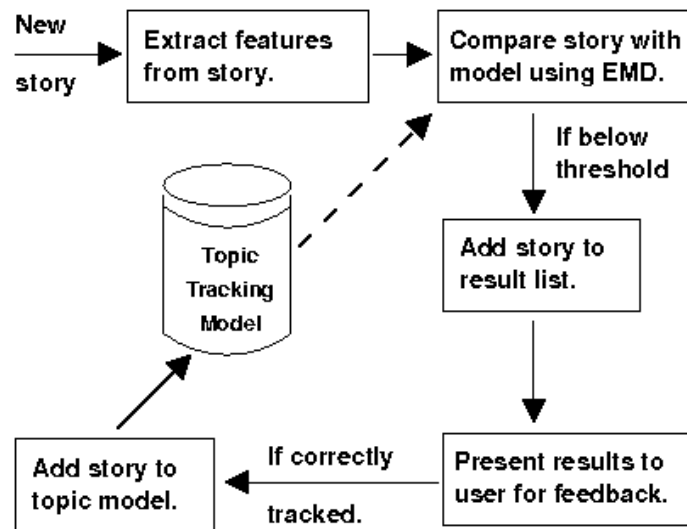 New
story
Extract features
from story.
Compare story with
model using EMD.
If below
threshold
Topic
Tracking
Model
Add story to
result list.
Add story to
topic model.
If correctly
tracked.
Present results to
user for feedback.